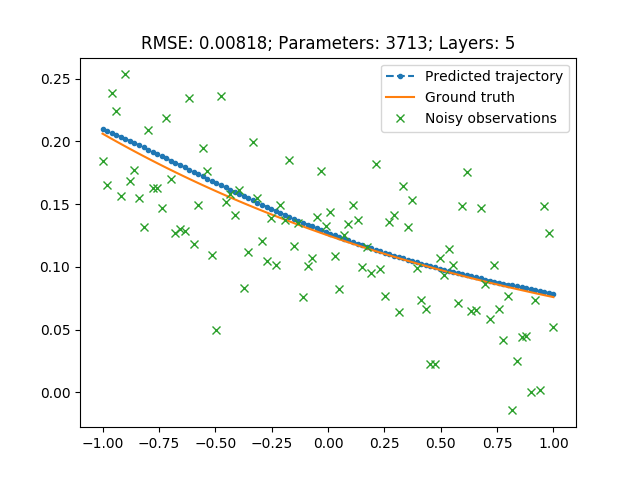 RMSE: 0.00818; Parameters: 3713; Layers: 5
Predicted trajectory
Ground truth
Noisy observations
0.25
0.20
0.15
0.10
0.05
0.00
−1.00 −0.75 −0.50 −0.25 0.00 0.25 0.50 0.75 1.00